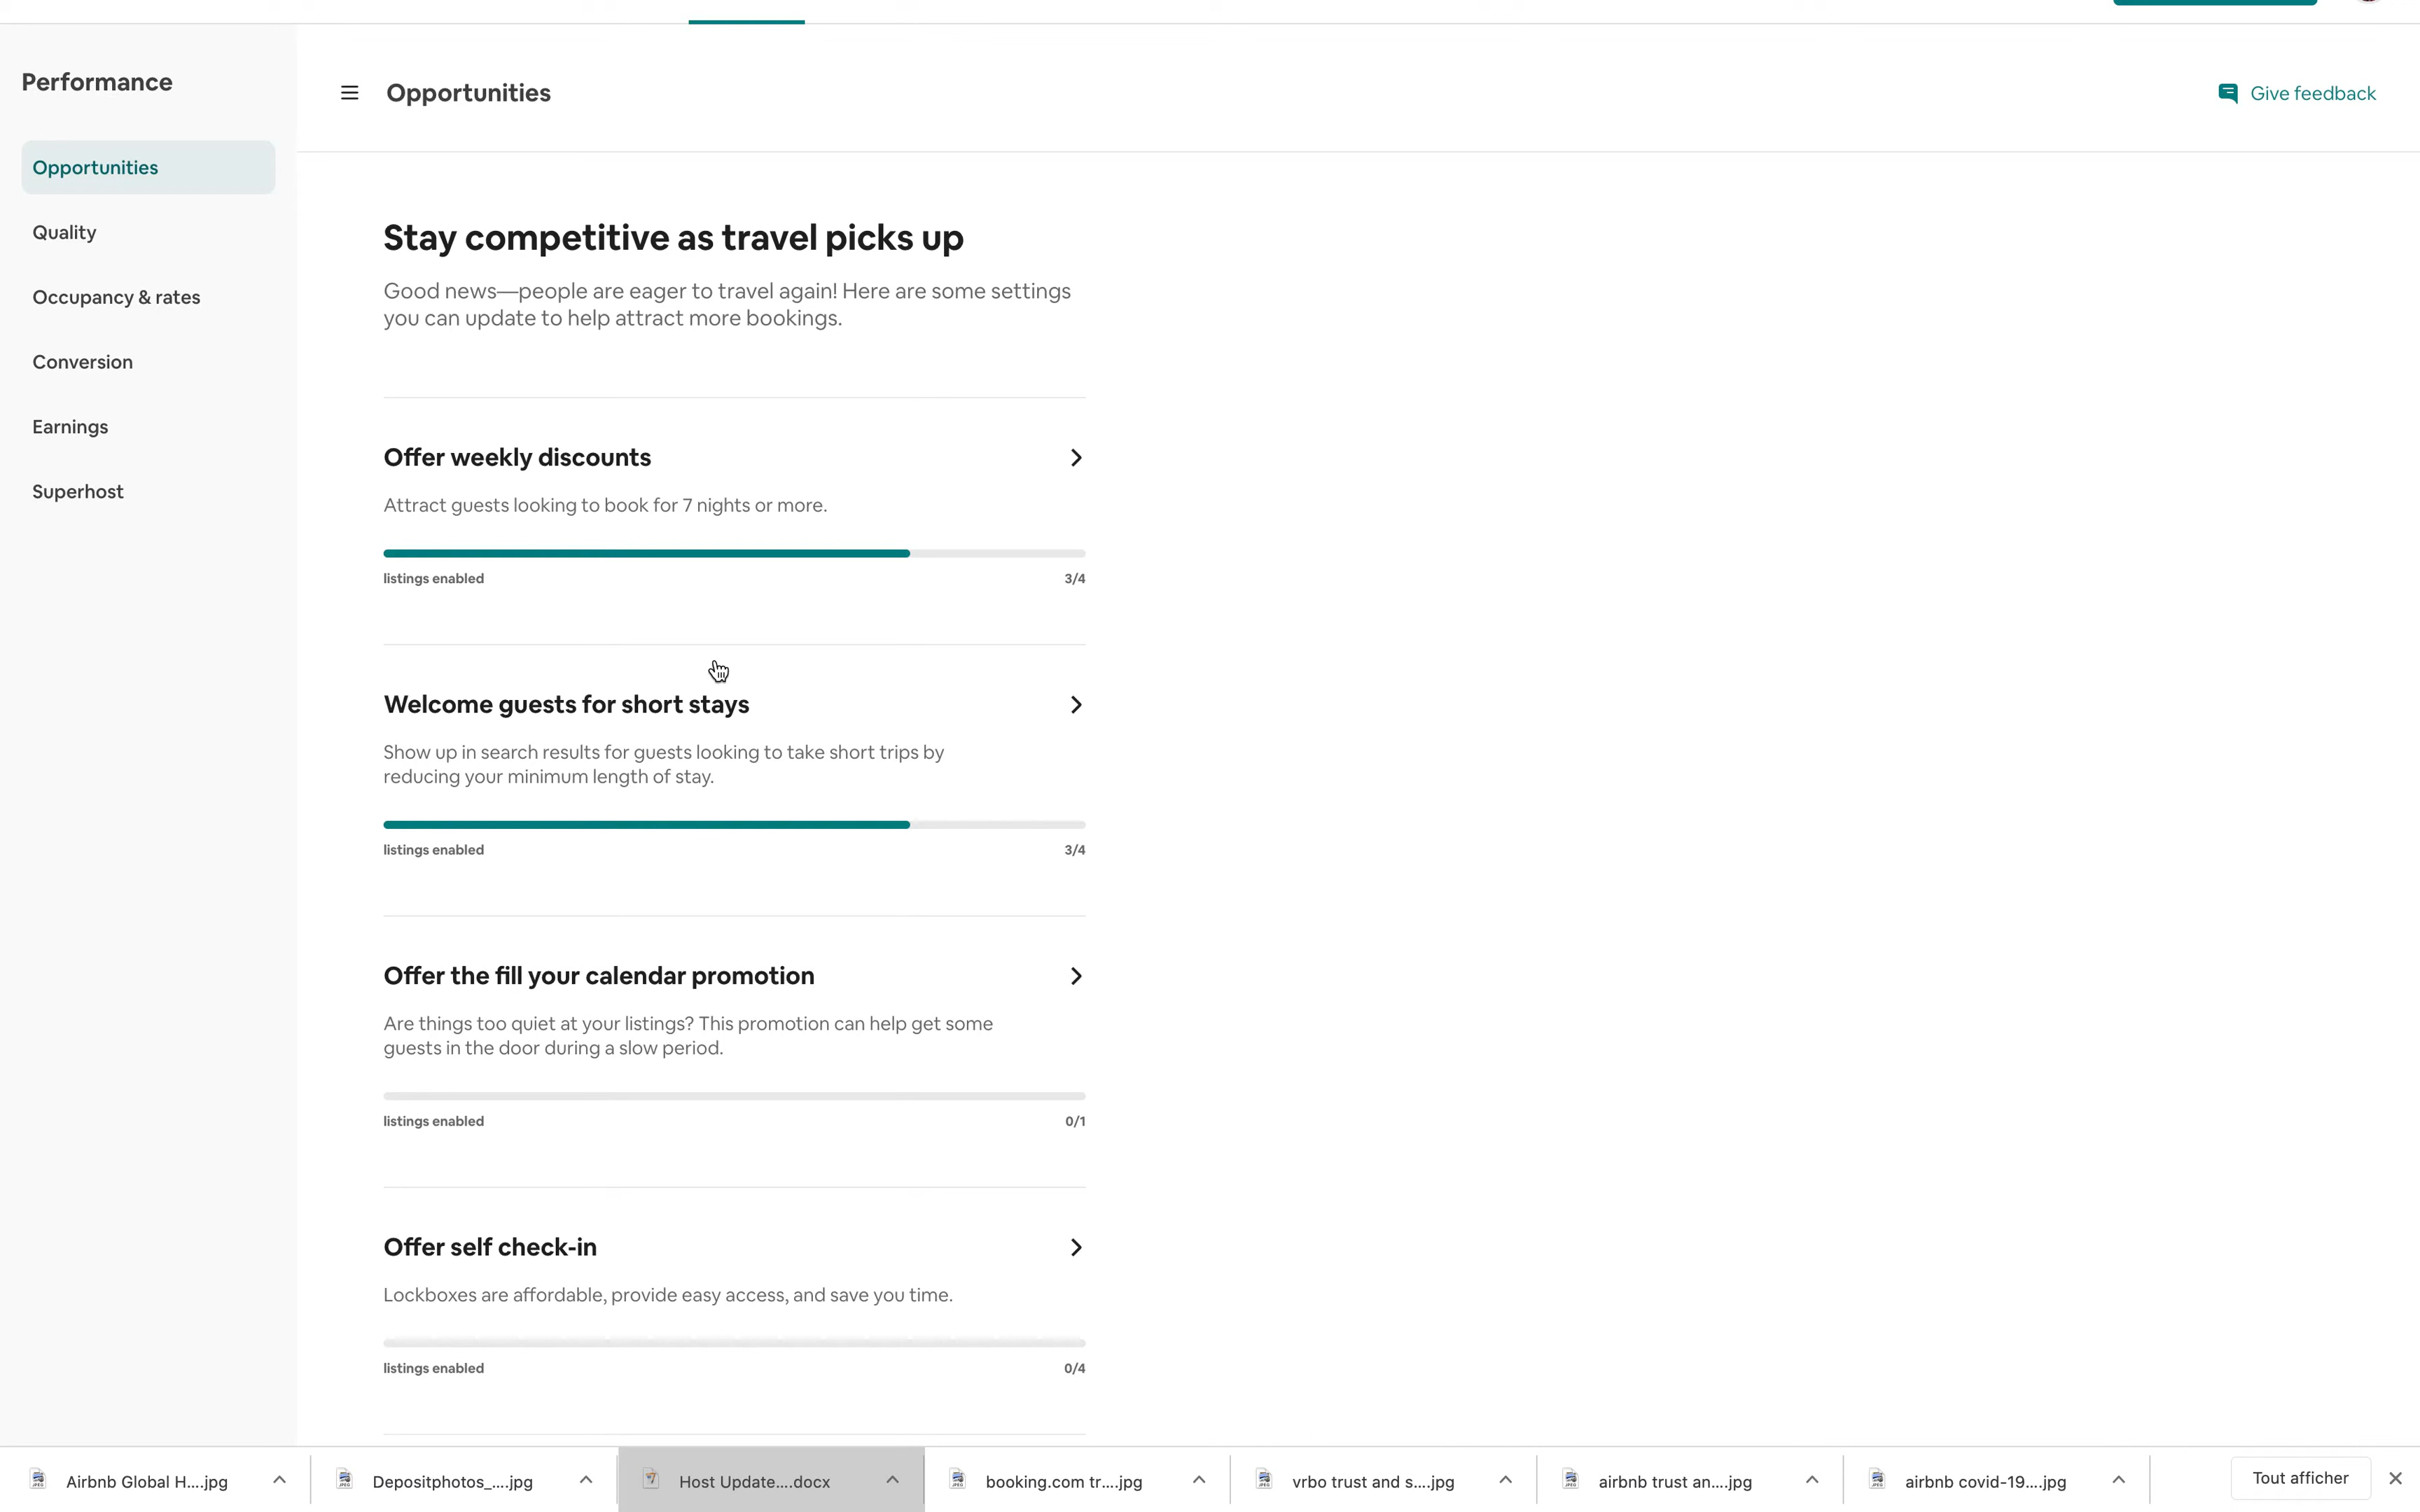 Performance
Opportunities
Quality
Occupancy & rates
Conversion
Earnings
Superhost
Opportunities
Give feedback
Stay competitive as travel picks up
Good news—people are eager to travel again! Here are some settings
you can update to help attract more bookings.
Offer weekly discounts
Attract guests looking to book for 7 nights or more.
listings enabled 3/4
Welcome guests for short stays
Show up in search results for guests looking to take short trips by
reducing your minimum length of stay.
listings enabled 3/4
Offer the fill your calendar promotion
Are things too quiet at your listings? This promotion can help get some
guests in the door during a slow period.
listings enabled 0/1
Offer self check-in
Lockboxes are affordable, provide easy access, and save you time.
listings enabled 0/4
Airbnb Global H....jpg
Depositphotos_....jpg
Host Update....docx
booking.com tr....jpg
vrbo trust and s....jpg
airbnb trust an....jpg
airbnb covid-19....jpg
Tout afficher